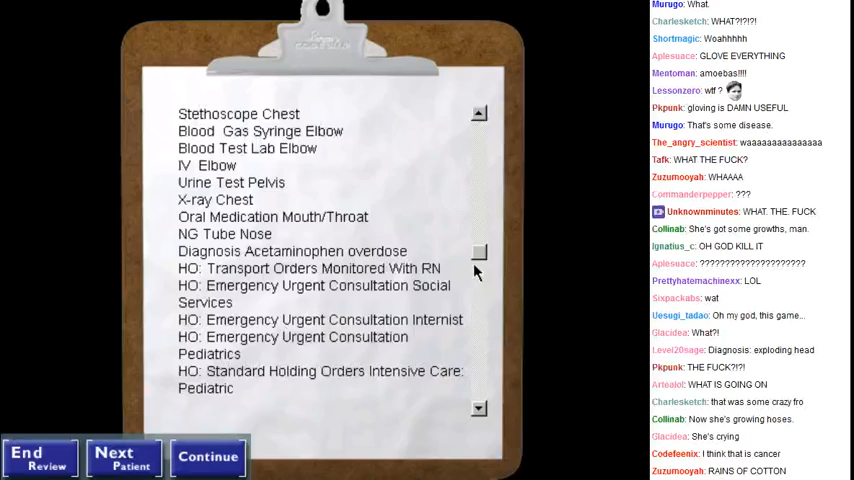 Stethoscope Chest
Blood Gas Syringe Elbow
Blood Test Lab Elbow
IV Elbow
Urine Test Pelvis
X-ray Chest
Oral Medication Mouth/Throat
NG Tube Nose
Diagnosis Acetaminophen overdose
HO: Transport Orders Monitored With RN
HO: Emergency Urgent Consultation Social
Services
HO: Emergency Urgent Consultation Internist
HO: Emergency Urgent Consultation
Pediatrics
HO: Standard Holding Orders Intensive Care:
Pediatric
End
Review
Next
Patient
Continue
Murugo: What.
Charlesketch: WHAT?!?!?!
Shortmagic: Woahhhhh
Aplesuace: GLOVE EVERYTHING
Mentoman: amoebas!!!!
Lessonzero: wtf ?
Pkpunk: gloving is DAMN USEFUL
Murugo: That's some disease.
The_angry_scientist: waaaaaaaaaaaaaaa
Tafk: WHAT THE FUCK?
Zuzumooyah: WHAAAA
Commanderpepper: ???
Unknownminutes: WHAT. THE. FUCK
Collinab: She's got some growths, man.
Ignatius_c: OH GOD KILL IT
Aplesuace: ?????????????????????
Prettyhatemachinexx: LOL
Sixpackabs: wat
Uesugi_tadao: Oh my god, this game...
Glacidea: What?!
Level20sage: Diagnosis: exploding head
Pkpunk: THE FUCK?!?!
Artealol: WHAT IS GOING ON
Charlesketch: that was some crazy fro
Collinab: Now she's growing hoses.
Glacidea: She's crying
Codefeenix: I think that is cancer
Zuzumooyah: RAINS OF COTTON